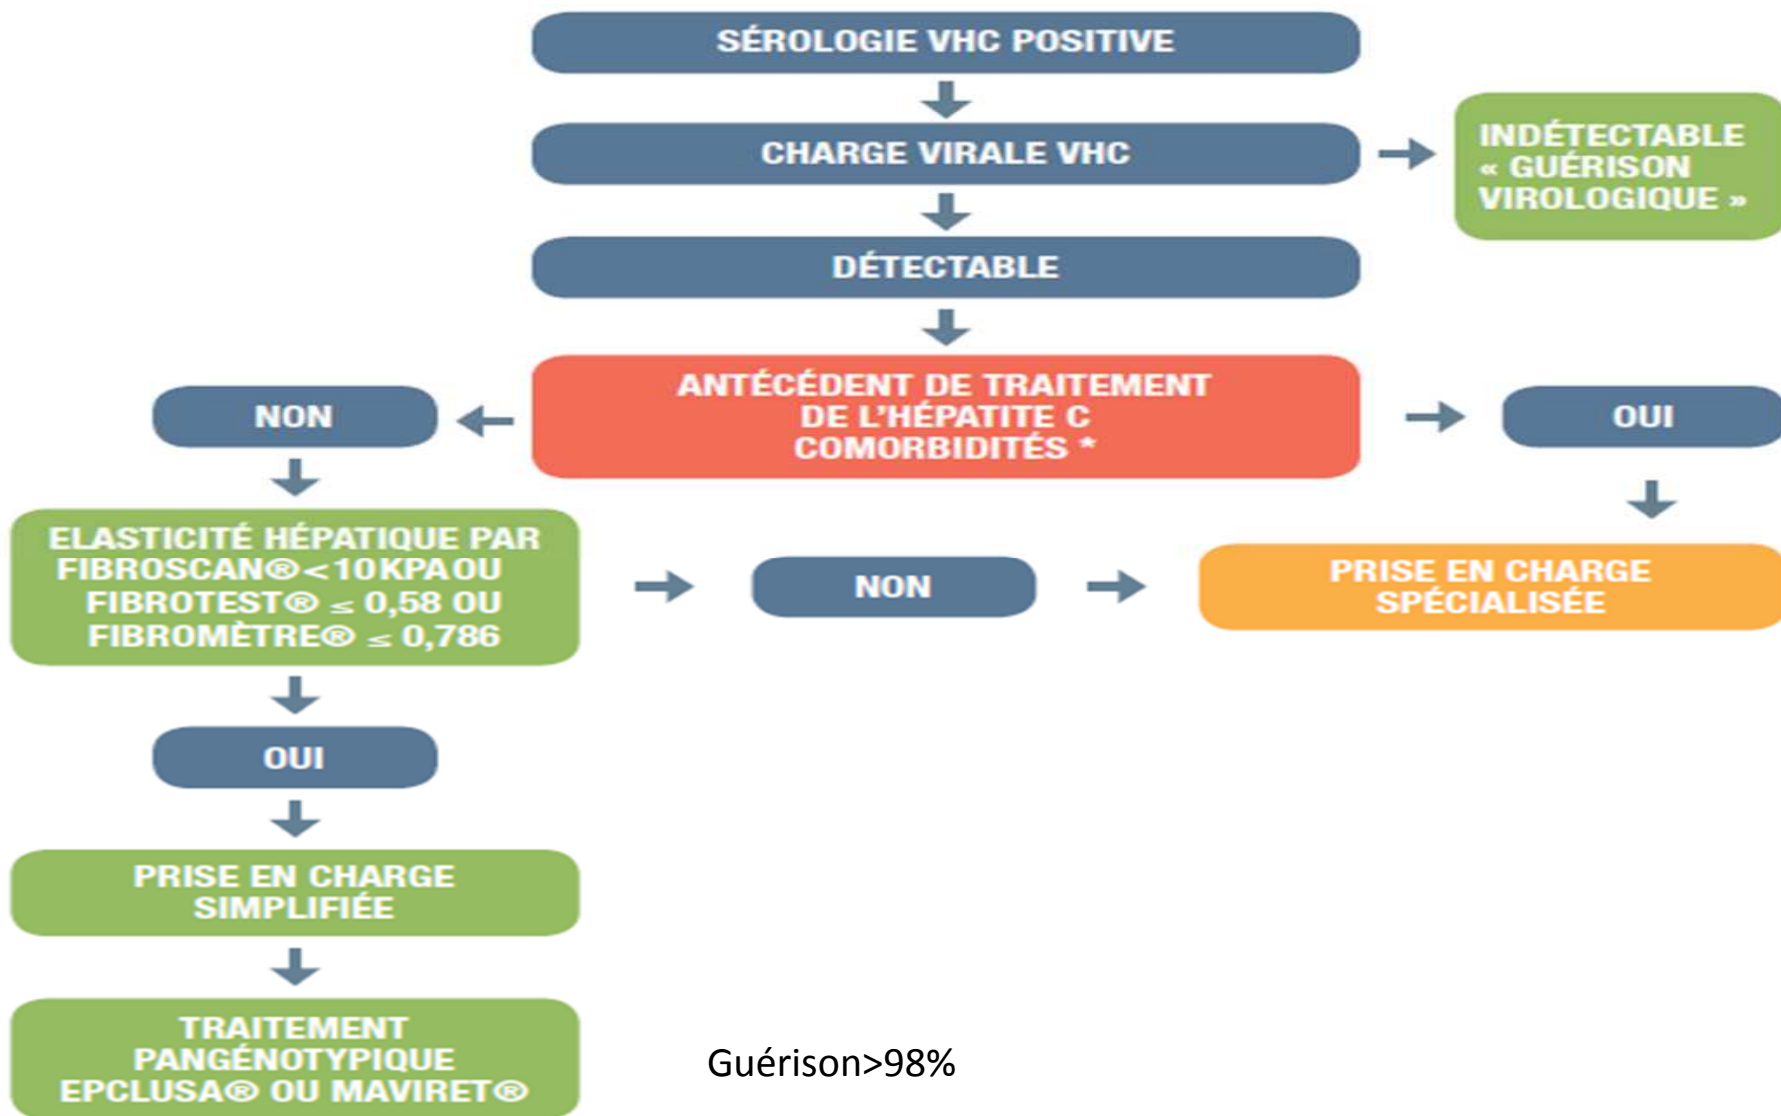 SÉROLOGIE VHC POSITIVE
CHARGE VIRALE VHC
INDÉTECTABLE
« GUÉRISON
VIROLOGIQUE »
DÉTECTABLE
ANTÉCÉDENT DE TRAITEMENT
DE L'HÉPATITE C
COMORBIDITÉS *
NON
OUI
ELASTICITÉ HÉPATIQUE PAR
FIBROSCAN®<10KPA OU
FIBROTEST® ≤ 0,58 OU
FIBROMÈTRE® ≤ 0,786
NON
PRISE EN CHARGE
SPÉCIALISÉE
OUI
PRISE EN CHARGE
SIMPLIFIÉE
TRAITEMENT
PANGÉNOTYPIQUE
EPCLUSA® OU MAVIRET®
Guérison>98%